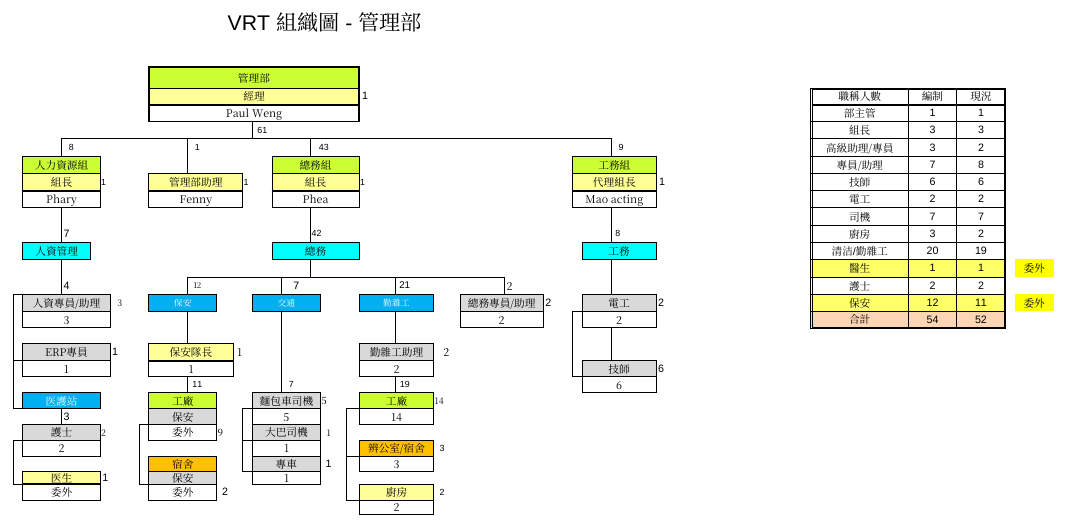 VRT 組織圖 - 管理部
管理部
經理 1
Paul Weng
61
8 1 43 9
人力資源組 總務組 工務組
組長 1 管理部助理 1 組長 1 代理組長 1
Phary Fenny Phea Mao acting
7 42 8
人資管理 總務 工務
4 12 7 21 2
人資專員/助理 3 保安 交通 勤雜工 總務專員/助理 2 電工 2
3 2 2
ERP專員 1 保安隊長 1 勤雜工助理 2
1 1 2
技師 6
6
11 7 19
医護站 工廠 麵包車司機 5 工廠 14
3 保安 5 14
護士 2 委外 9 大巴司機 1
2 1 辨公室/宿舍 3
宿舍 專車 1 3
医生 1 保安 1
委外 委外 2 廚房 2
2
職稱人數 編制 現況
部主管 1 1
組長 3 3
高級助理/專員 3 2
專員/助理 7 8
技師 6 6
電工 2 2
司機 7 7
廚房 3 2
清洁/勤雜工 20 19
醫生 1 1 委外
護士 2 2
保安 12 11 委外
合計 54 52